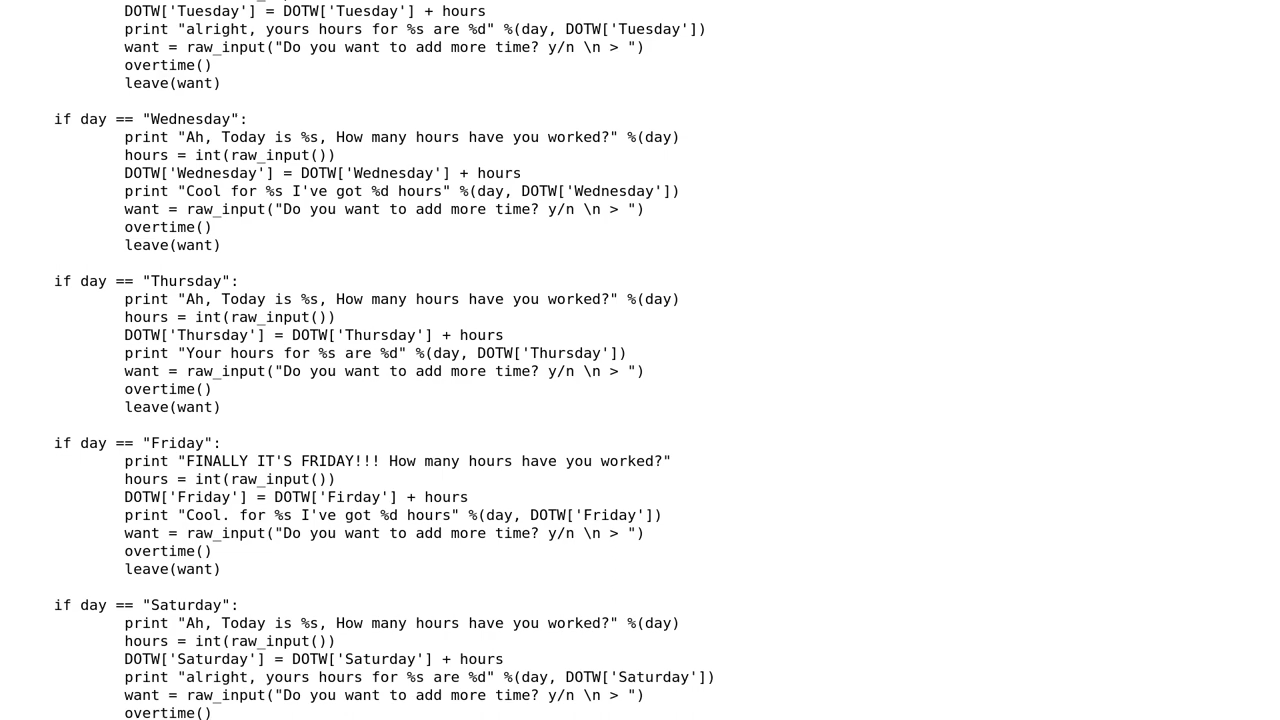 DOTW['Tuesday'] = DOTW['Tuesday'] + hours
print "alright, yours hours for %s are %d" %(day, DOTW['Tuesday'])
want = raw_input("Do you want to add more time? y/n \n > ")
overtime()
leave(want)
if day == "Wednesday":
print "Ah, Today is %s, How many hours have you worked?" %(day)
hours = int(raw_input())
DOTW['Wednesday'] = DOTW['Wednesday'] + hours
print "Cool for %s I've got %d hours" %(day, DOTW['Wednesday'])
want = raw_input("Do you want to add more time? y/n \n > ")
overtime()
leave(want)
if day == "Thursday":
print "Ah, Today is %s, How many hours have you worked?" %(day)
hours = int(raw_input())
DOTW['Thursday'] = DOTW['Thursday'] + hours
print "Your hours for %s are %d" %(day, DOTW['Thursday'])
want = raw_input("Do you want to add more time? y/n \n > ")
overtime()
leave(want)
if day == "Friday":
print "FINALLY IT'S FRIDAY!!! How many hours have you worked?"
hours = int(raw_input())
DOTW['Friday'] = DOTW['Firday'] + hours
print "Cool. for %s I've got %d hours" %(day, DOTW['Friday'])
want = raw_input("Do you want to add more time? y/n \n > ")
overtime()
leave(want)
if day == "Saturday":
print "Ah, Today is %s, How many hours have you worked?" %(day)
hours = int(raw_input())
DOTW['Saturday'] = DOTW['Saturday'] + hours
print "alright, yours hours for %s are %d" %(day, DOTW['Saturday'])
want = raw_input("Do you want to add more time? y/n \n > ")
overtime()